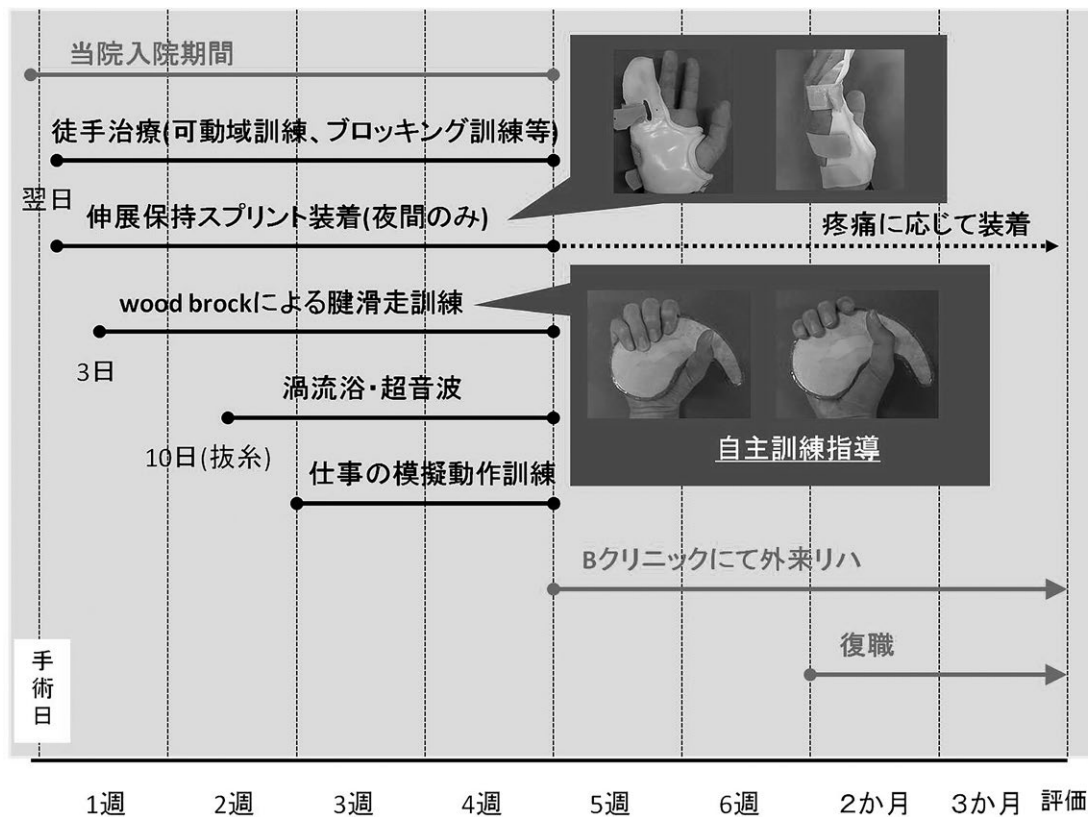 当院入院期間
徒手治療(可動域訓練、ブロッキング訓練等)
翌日
伸展保持スプリント装着(夜間のみ)
疼痛に応じて装着
wood brockによる腱滑走訓練
3日
渦流浴・超音波
10日(抜糸)
自主訓練指導
仕事の模擬動作訓練
Bクリニックにて外来リハ
復職
手術日
1週 2週 3週 4週 5週 6週 2か月 3か月 評価